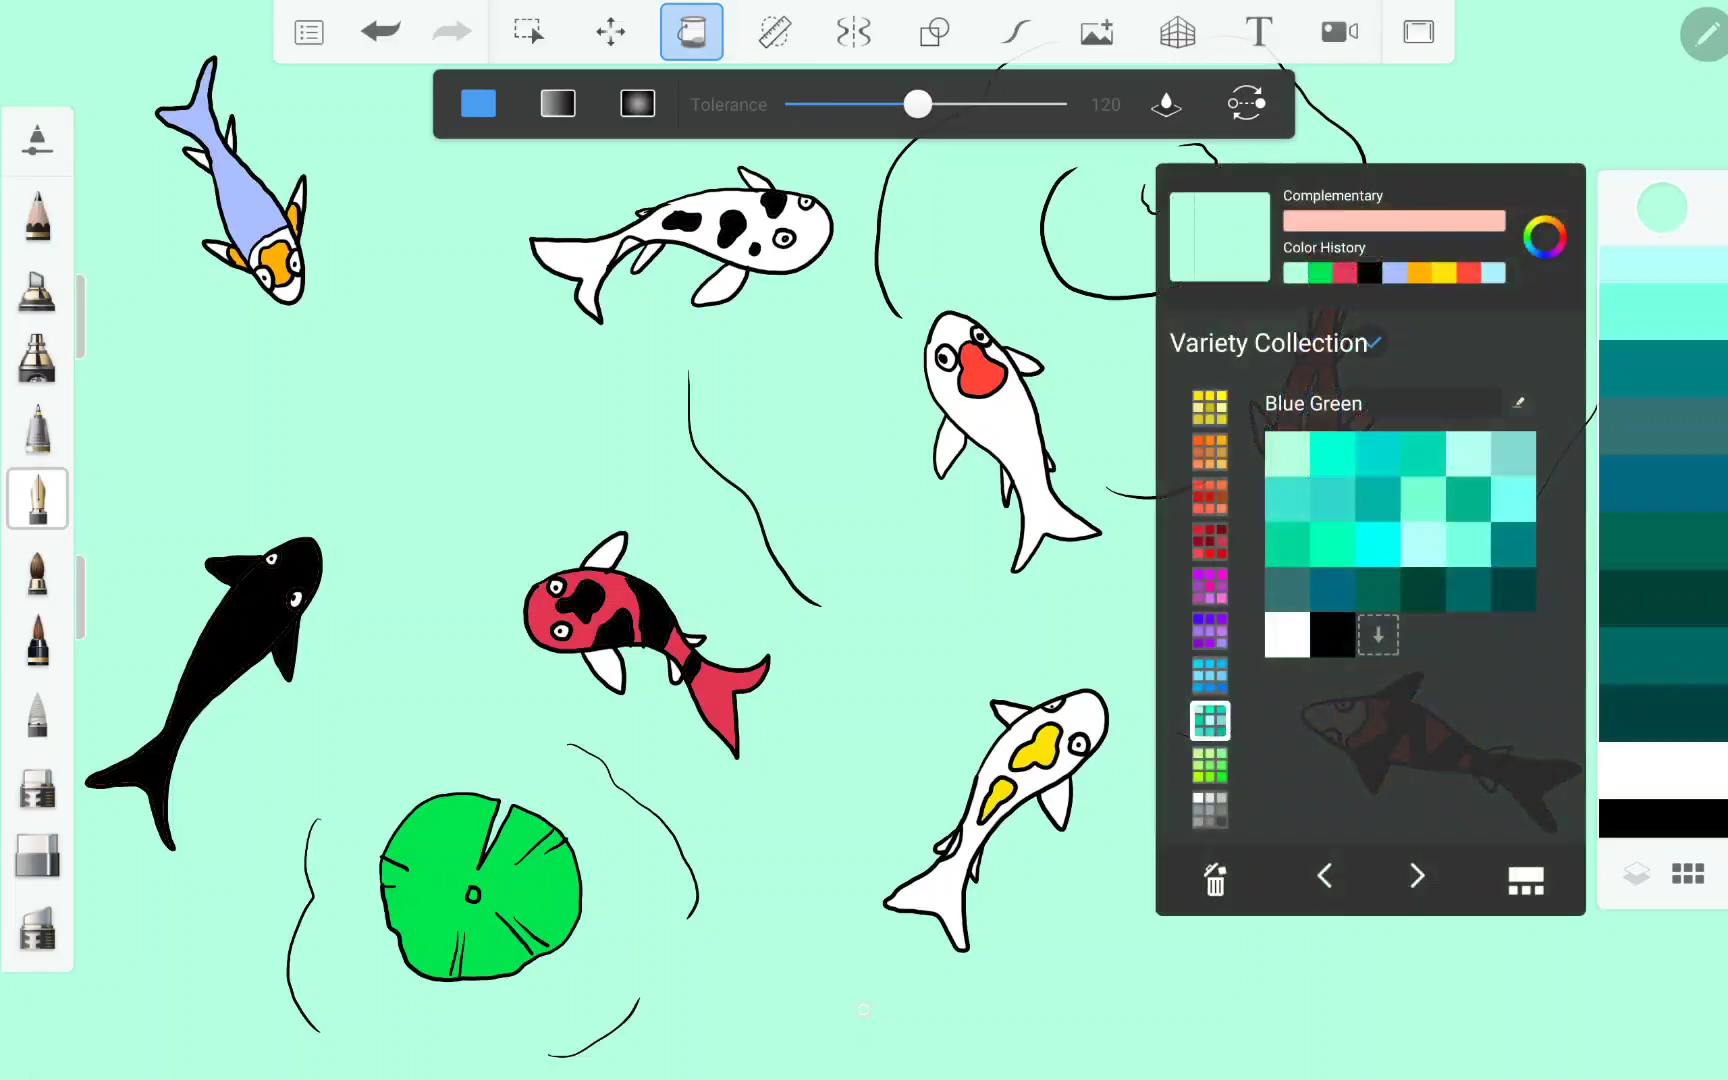 T
Tolerance 120
Complementary
Color History
Variety Collection
Blue Green